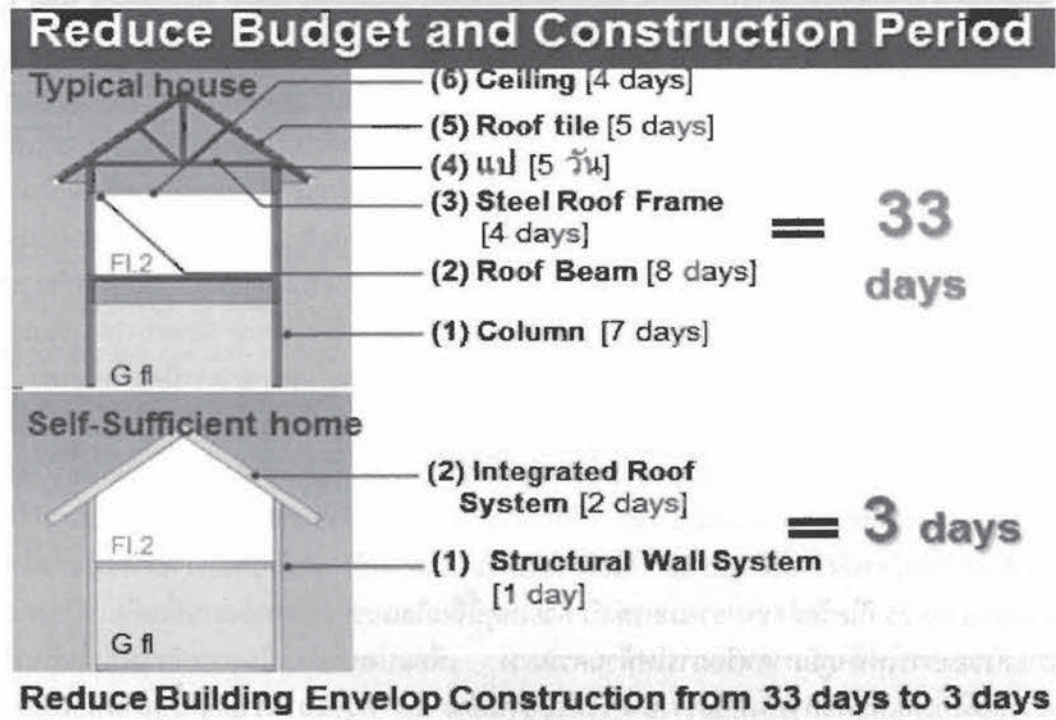 Reduce Budget and Construction Period
Typical house
(6) Ceiling [4 days]
(5) Roof tile [5 days]
(4) แป [5 วัน]
(3) Steel Roof Frame
[4 days]
(2) Roof Beam [8 days]
(1) Column [7 days]
= 33
days
Fl.2
G fl
Self-Sufficient home
(2) Integrated Roof
System [2 days]
(1) Structural Wall System
[1 day]
= 3 days
Fl.2
G fl
Reduce Building Envelop Construction from 33 days to 3 days